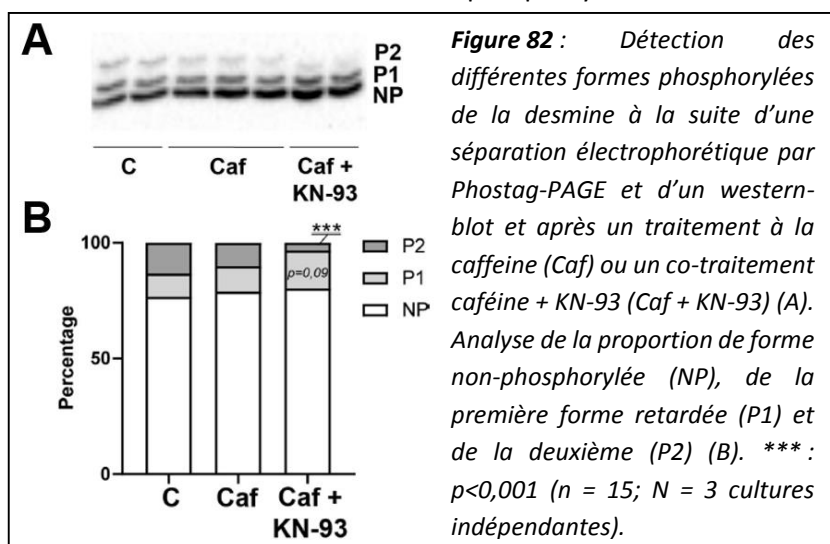 A
P2
P1
NP
C
Caf
Caf +
KN-93
B
100
50
0
Percentage
***
p=0,09
P2
P1
NP
C
Caf
Caf +
KN-93
Figure 82 : Détection des
différentes formes phosphorylées
de la desmine à la suite d’une
séparation électrophorétique par
Phostag-PAGE et d’un western-
blot et après un traitement à la
caffeine (Caf) ou un co-traitement
caféine + KN-93 (Caf + KN-93) (A).
Analyse de la proportion de forme
non-phosphorylée (NP), de la
première forme retardée (P1) et
de la deuxième (P2) (B). *** :
p<0,001 (n = 15; N = 3 cultures
indépendantes).